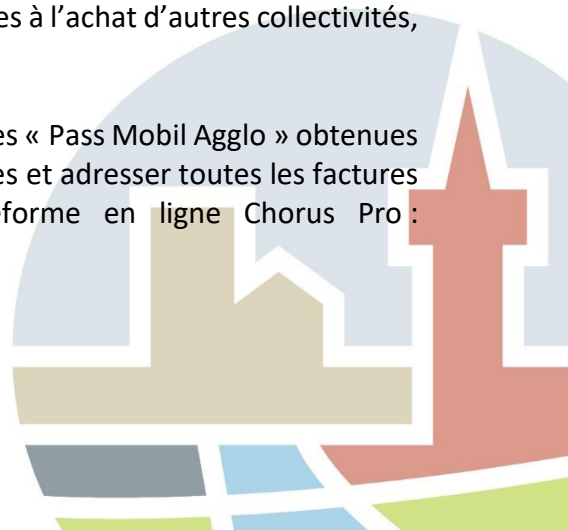 es à l’achat d’autres collectivités,
es « Pass Mobil Agglo » obtenues
es et adresser toutes les factures
eforme en ligne Chorus Pro :